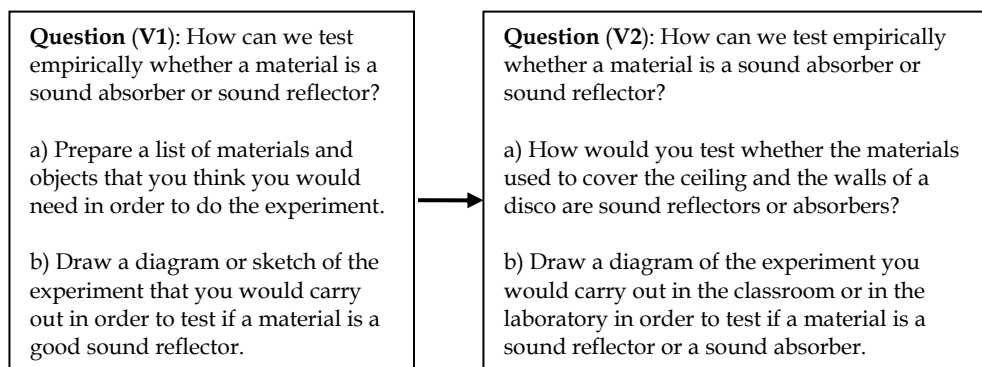 Question (V1): How can we test
empirically whether a material is a
sound absorber or sound reflector?
a) Prepare a list of materials and
objects that you think you would
need in order to do the experiment.
b) Draw a diagram or sketch of the
experiment that you would carry
out in order to test if a material is a
good sound reflector.
Question (V2): How can we test empirically
whether a material is a sound absorber or
sound reflector?
a) How would you test whether the materials
used to cover the ceiling and the walls of a
disco are sound reflectors or absorbers?
b) Draw a diagram of the experiment you
would carry out in the classroom or in the
laboratory in order to test if a material is a
sound reflector or a sound absorber.